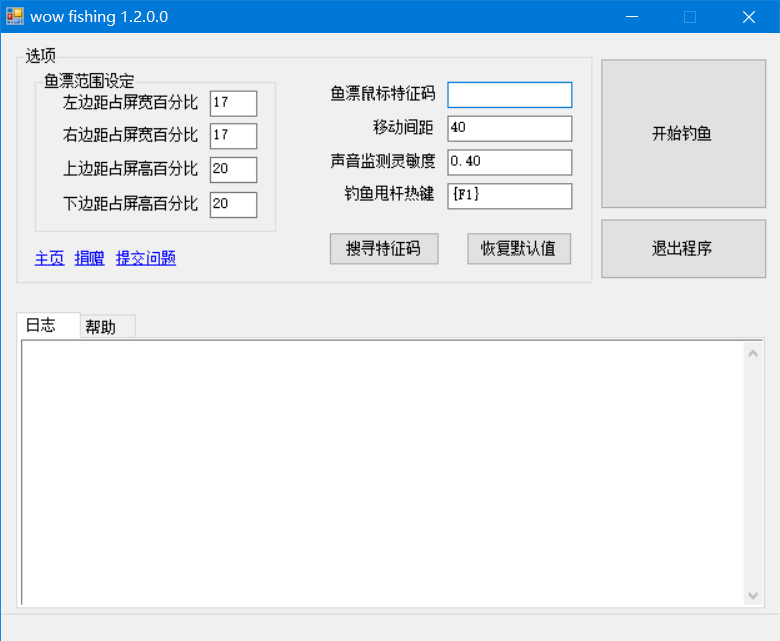 wow fishing 1.2.0.0
选项
鱼漂范围设定
左边距占屏宽百分比 17
右边距占屏宽百分比 17
上边距占屏高百分比 20
下边距占屏高百分比 20
主页 捐赠 提交问题
鱼漂鼠标特征码
移动间距 40
声音监测灵敏度 0.40
钓鱼甩杆热键 {F1}
搜寻特征码 恢复默认值
开始钓鱼
退出程序
日志 帮助